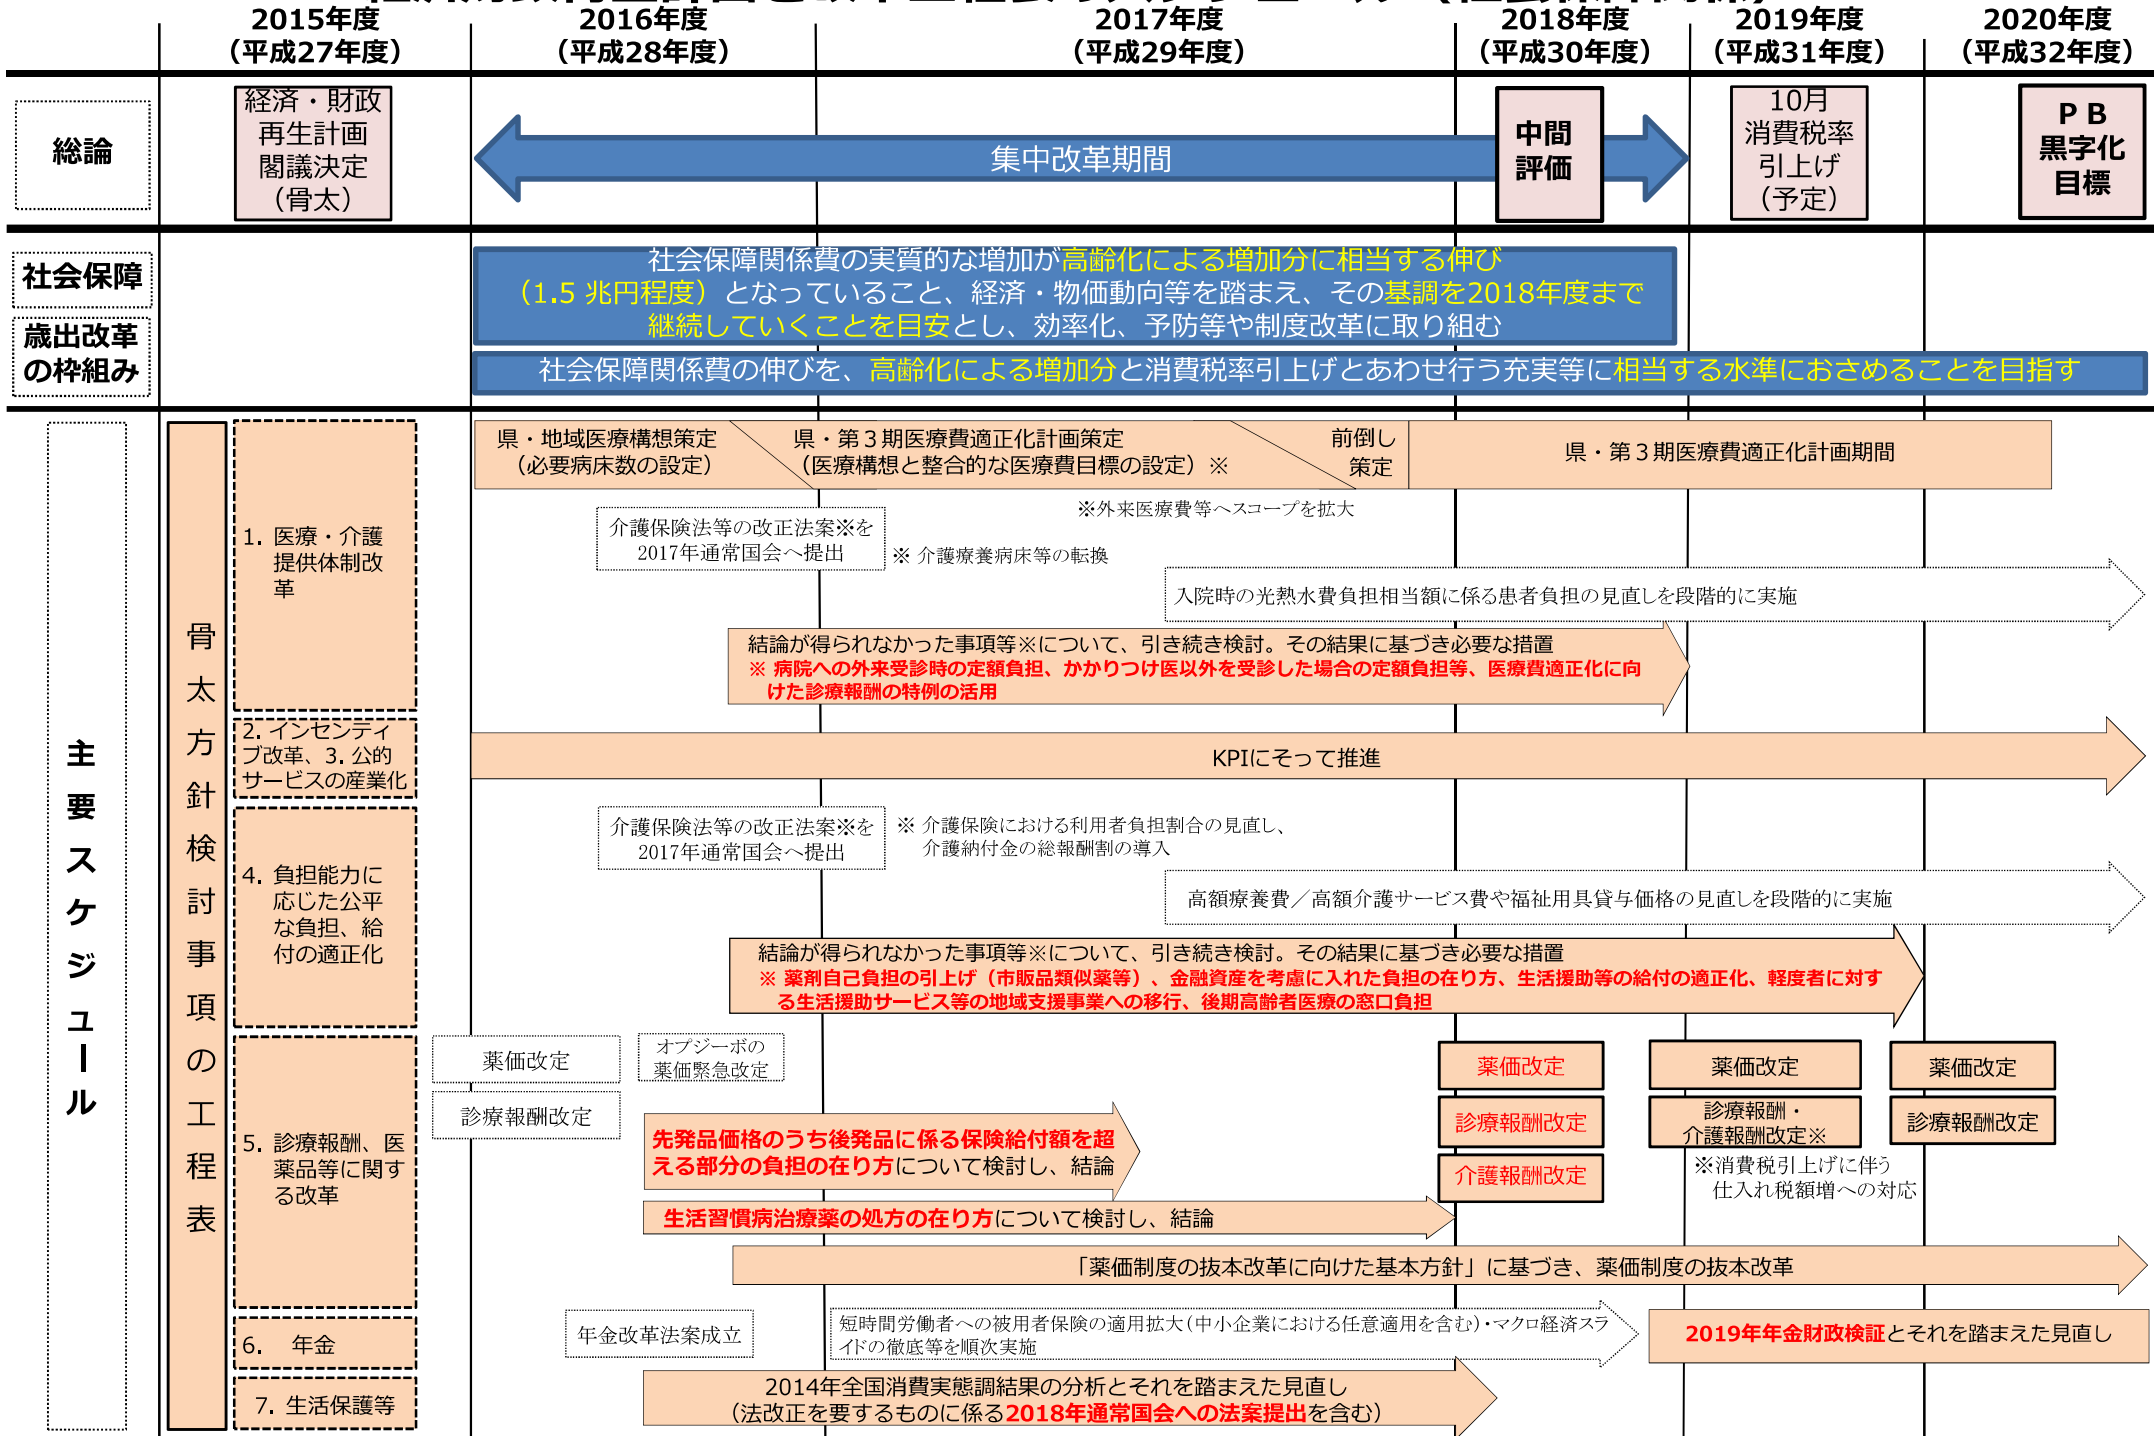 2015年度
（平成27年度）
2016年度
（平成28年度）
2017年度
（平成29年度）
2018年度
（平成30年度）
2019年度
（平成31年度）
2020年度
（平成32年度）
総論
経済・財政
再生計画
閣議決定
（骨太）
集中改革期間
中間
評価
10月
消費税率
引上げ
（予定）
ＰＢ
黒字化
目標
社会保障
歳出改革
の枠組み
社会保障関係費の実質的な増加が高齢化による増加分に相当する伸び
（1.5 兆円程度）となっていること、経済・物価動向等を踏まえ、その基調を2018年度まで
継続していくことを目安とし、効率化、予防等や制度改革に取り組む
社会保障関係費の伸びを、高齢化による増加分と消費税率引上げとあわせ行う充実等に相当する水準におさめることを目指す
主要スケジュール
骨太方針検討事項の工程表
1. 医療・介護
提供体制改
革
県・地域医療構想策定
（必要病床数の設定）
県・第３期医療費適正化計画策定
（医療構想と整合的な医療費目標の設定）※
前倒し
策定
県・第３期医療費適正化計画期間
※外来医療費等へスコープを拡大
介護保険法等の改正法案※を
2017年通常国会へ提出
※ 介護療養病床等の転換
入院時の光熱水費負担相当額に係る患者負担の見直しを段階的に実施
結論が得られなかった事項等※について、引き続き検討。その結果に基づき必要な措置
※ 病院への外来受診時の定額負担、かかりつけ医以外を受診した場合の定額負担等、医療費適正化に向
けた診療報酬の特例の活用
2. インセンティ
ブ改革、3. 公的
サービスの産業化
KPIにそって推進
4. 負担能力に
応じた公平
な負担、給
付の適正化
介護保険法等の改正法案※を
2017年通常国会へ提出
※ 介護保険における利用者負担割合の見直し、
介護納付金の総報酬割の導入
高額療養費／高額介護サービス費や福祉用具貸与価格の見直しを段階的に実施
結論が得られなかった事項等※について、引き続き検討。その結果に基づき必要な措置
※ 薬剤自己負担の引上げ（市販品類似薬等）、金融資産を考慮に入れた負担の在り方、生活援助等の給付の適正化、軽度者に対す
る生活援助サービス等の地域支援事業への移行、後期高齢者医療の窓口負担
5. 診療報酬、医
薬品等に関す
る改革
薬価改定
診療報酬改定
オプジーボの
薬価緊急改定
先発品価格のうち後発品に係る保険給付額を超
える部分の負担の在り方について検討し、結論
生活習慣病治療薬の処方の在り方について検討し、結論
薬価改定
診療報酬改定
介護報酬改定
薬価改定
診療報酬・
介護報酬改定※
※消費税引上げに伴う
仕入れ税額増への対応
薬価改定
診療報酬改定
「薬価制度の抜本改革に向けた基本方針」に基づき、薬価制度の抜本改革
6. 年金
年金改革法案成立
短時間労働者への被用者保険の適用拡大（中小企業における任意適用を含む）・マクロ経済スラ
イドの徹底等を順次実施
2019年年金財政検証とそれを踏まえた見直し
7. 生活保護等
2014年全国消費実態調結果の分析とそれを踏まえた見直し
（法改正を要するものに係る2018年通常国会への法案提出を含む）